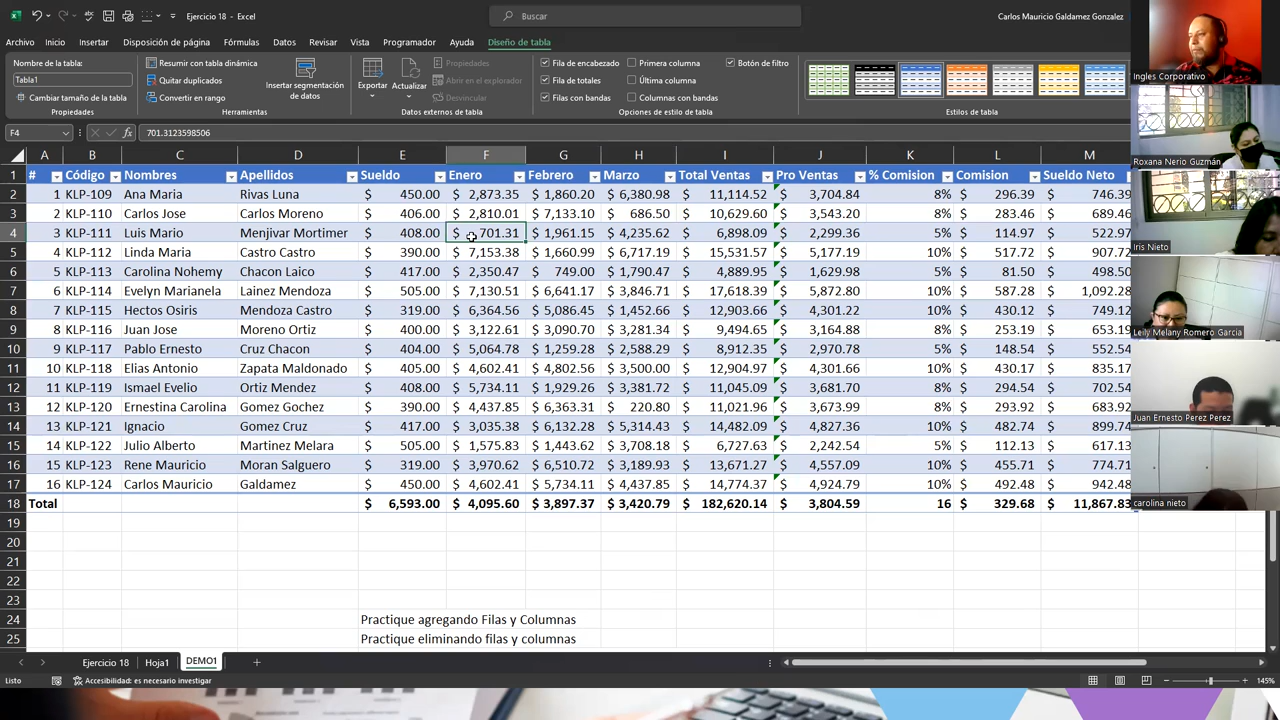 Ejercicio 18 - Excel
Buscar
Carlos Mauricio Galdamez Gonzalez
Archivo Inicio Insertar Disposición de página Fórmulas Datos Revisar Vista Programador Ayuda Diseño de tabla
Nombre de la tabla:
Tabla1
Cambiar tamaño de la tabla
Propiedades
Resumir con tabla dinámica
Quitar duplicados
Convertir en rango
Insertar segmentación de datos
Herramientas
Exportar
Actualizar
Propiedades
Abrir en el explorador
Desvincular
Datos externos de tabla
Fila de encabezado
Fila de totales
Filas con bandas
Primera columna
Última columna
Columnas con bandas
Botón de filtro
Opciones de estilo de tabla
Estilos de tabla
F4 fx 701.3123598506
A B C D E F G H I J K L M
1 # Código Nombres Apellidos Sueldo Enero Febrero Marzo Total Ventas Pro Ventas % Comision Comision Sueldo Neto
2 1 KLP-109 Ana Maria Rivas Luna $ 450.00 $ 2,873.35 $ 1,860.20 $ 6,380.98 $ 11,114.52 $ 3,704.84 8% $ 296.39 $ 746.39
3 2 KLP-110 Carlos Jose Carlos Moreno $ 406.00 $ 2,810.01 $ 7,133.10 $ 686.50 $ 10,629.60 $ 3,543.20 8% $ 283.46 $ 689.46
4 3 KLP-111 Luis Mario Menjivar Mortimer $ 408.00 $ 701.31 $ 1,961.15 $ 4,235.62 $ 6,898.09 $ 2,299.36 5% $ 114.97 $ 522.97
5 4 KLP-112 Linda Maria Castro Castro $ 390.00 $ 7,153.38 $ 1,660.99 $ 6,717.19 $ 15,531.57 $ 5,177.19 10% $ 517.72 $ 907.72
6 5 KLP-113 Carolina Nohemy Chacon Laico $ 417.00 $ 2,350.47 $ 749.00 $ 1,790.47 $ 4,889.95 $ 1,629.98 5% $ 81.50 $ 498.50
7 6 KLP-114 Evelyn Marianela Lainez Mendoza $ 505.00 $ 7,130.51 $ 6,641.17 $ 3,846.71 $ 17,618.39 $ 5,872.80 10% $ 587.28 $ 1,092.28
8 7 KLP-115 Hectos Osiris Mendoza Castro $ 319.00 $ 6,364.56 $ 5,086.45 $ 1,452.66 $ 12,903.66 $ 4,301.22 10% $ 430.12 $ 749.12
9 8 KLP-116 Juan Jose Moreno Ortiz $ 400.00 $ 3,122.61 $ 3,090.70 $ 3,281.34 $ 9,494.65 $ 3,164.88 8% $ 253.19 $ 653.19
10 9 KLP-117 Pablo Ernesto Cruz Chacon $ 404.00 $ 5,064.78 $ 1,259.28 $ 2,588.29 $ 8,912.35 $ 2,970.78 5% $ 148.54 $ 552.54
11 10 KLP-118 Elias Antonio Zapata Maldonado $ 405.00 $ 4,602.41 $ 4,802.56 $ 3,500.00 $ 12,904.97 $ 4,301.66 10% $ 430.17 $ 835.17
12 11 KLP-119 Ismael Evelio Ortiz Mendez $ 408.00 $ 5,734.11 $ 1,929.26 $ 3,381.72 $ 11,045.09 $ 3,681.70 8% $ 294.54 $ 702.54
13 12 KLP-120 Ernestina Carolina Gomez Gochez $ 390.00 $ 4,437.85 $ 6,363.31 $ 220.80 $ 11,021.96 $ 3,673.99 8% $ 293.92 $ 683.92
14 13 KLP-121 Ignacio Gomez Cruz $ 417.00 $ 3,035.53 $ 6,132.13 $ 5,314.43 $ 14,482.09 $ 4,827.36 10% $ 482.74 $ 899.74
15 14 KLP-122 Julio Alberto Martinez Melara $ 505.00 $ 1,575.83 $ 1,443.62 $ 3,708.18 $ 6,727.63 $ 2,242.54 5% $ 112.13 $ 617.13
16 15 KLP-123 Rene Mauricio Moran Salguero $ 319.00 $ 3,970.62 $ 6,510.72 $ 3,189.93 $ 13,671.27 $ 4,557.09 10% $ 455.71 $ 774.71
17 16 KLP-124 Carlos Mauricio Galdamez $ 450.00 $ 4,602.41 $ 5,734.11 $ 4,437.85 $ 14,774.37 $ 4,924.79 10% $ 492.48 $ 942.48
18 Total $ 6,593.00 $ 4,095.60 $ 3,897.37 $ 3,420.79 $ 182,620.14 $ 3,804.59 16 $ 329.68 $ 11,867.83
19
20
21
22
23
24 Practique agregando Filas y Columnas
25 Practique eliminando filas y columnas
Ejercicio 18 Hoja1 DEMO1
Listo Accesibilidad: es necesario investigar 145%
Ingles Corporativo
Roxana Nerio Guzmán
Iris Nieto
Leily Melany Romero Garcia
Juan Ernesto Perez Perez
carolina nieto